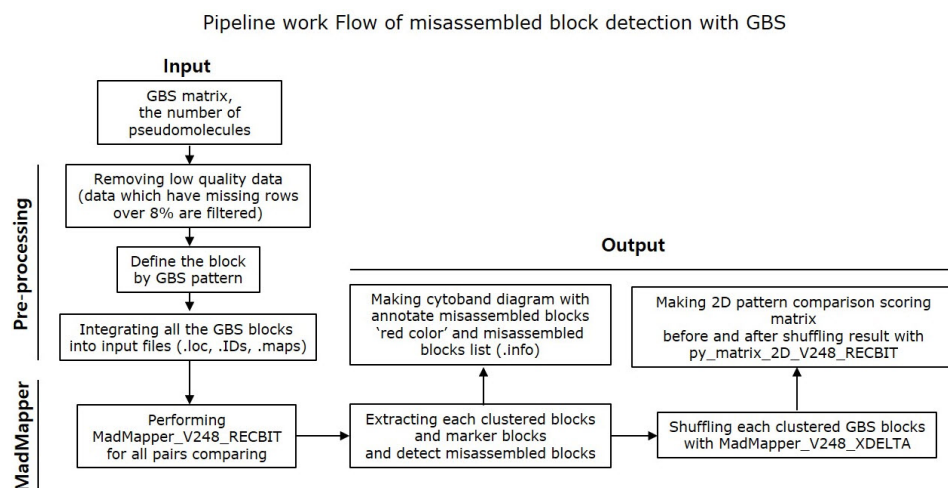 Pipeline work Flow of misassembled block detection with GBS
Input
GBS matrix,
the number of
pseudomolecules
Pre-processing
Removing low quality data
(data which have missing rows
over 8% are filtered)
Define the block
by GBS pattern
Integrating all the GBS blocks
into input files (.loc, .IDs, .maps)
Output
Making cytoband diagram with
annotate misassembled blocks
‘red color’ and misassembled
blocks list (.info)
Making 2D pattern comparison scoring
matrix
before and after shuffling result with
py_matrix_2D_V248_RECBIT
MadMapper
Performing
MadMapper_V248_RECBIT
for all pairs comparing
Extracting each clustered blocks
and marker blocks
and detect misassembled blocks
Shuffling each clustered GBS blocks
with MadMapper_V248_XDELTA